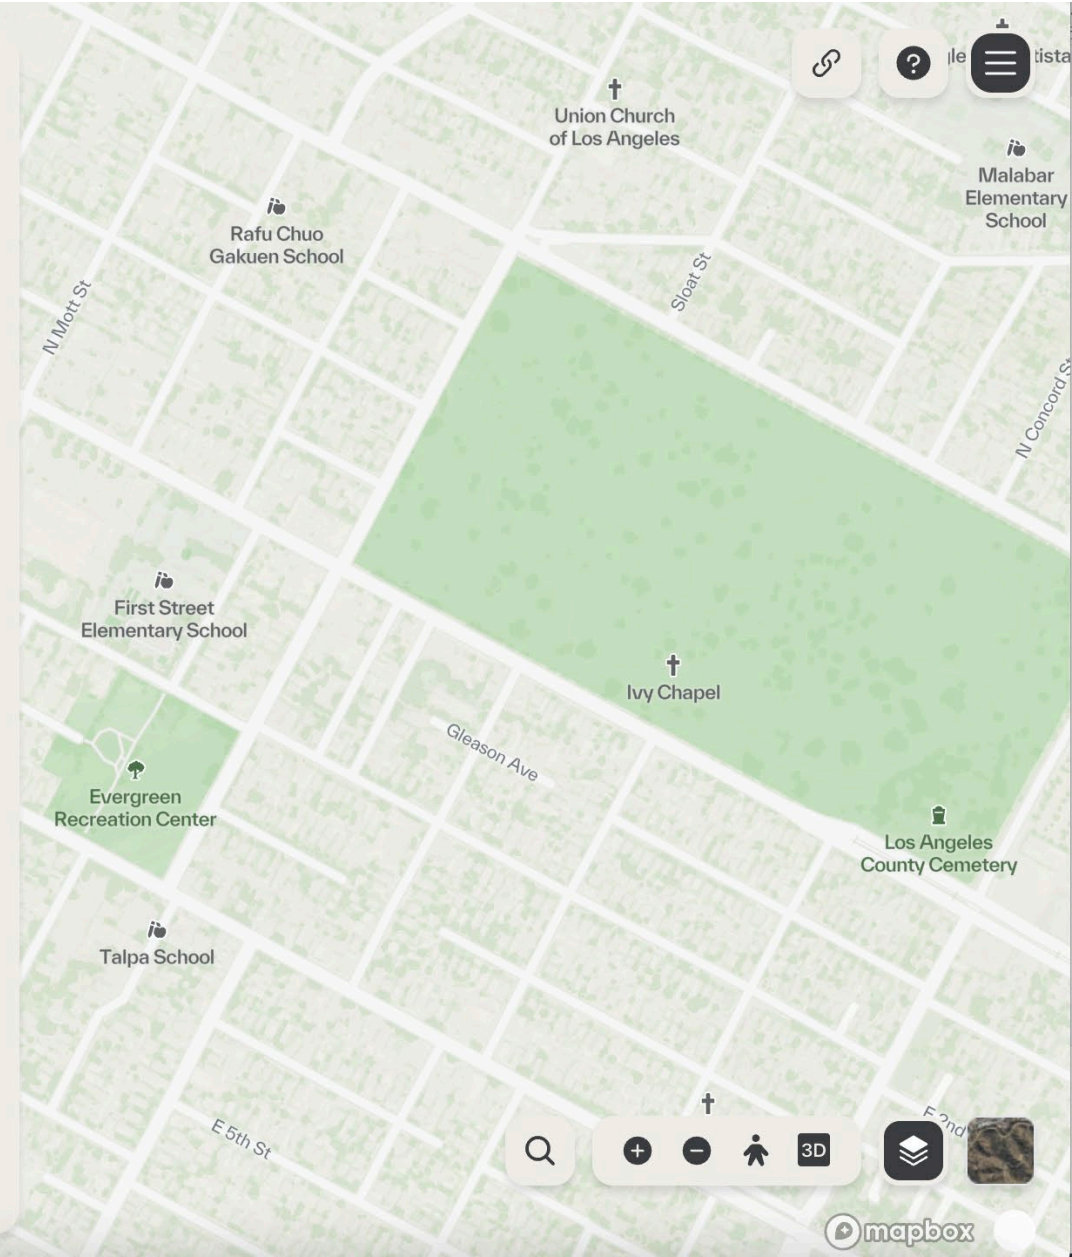 Union Church
of Los Angeles
Malabar
Elementary
School
Rafu Chuo
Gakuen School
Sloat St
N Mott St
N Concord St
First Street
Elementary School
Ivy Chapel
Gleason Ave
Evergreen
Recreation Center
Los Angeles
County Cemetery
Talpa School
E 5th St
E 2nd
3D
mapbox